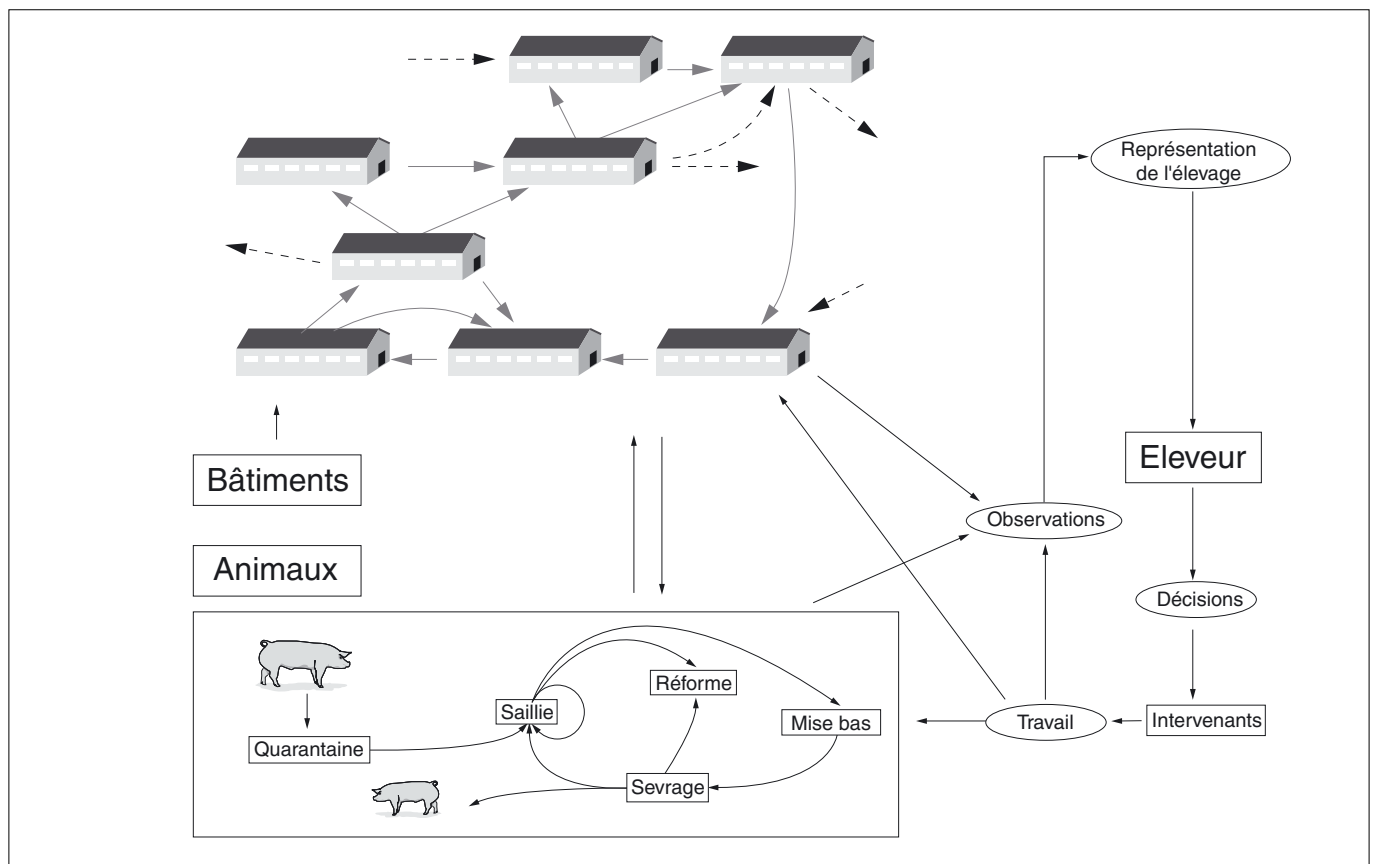 Représentation
de l'élevage
Bâtiments
Eleveur
Observations
Animaux
Décisions
Réforme
Saillie
Mise bas
Travail
Intervenants
Quarantaine
Sevrage